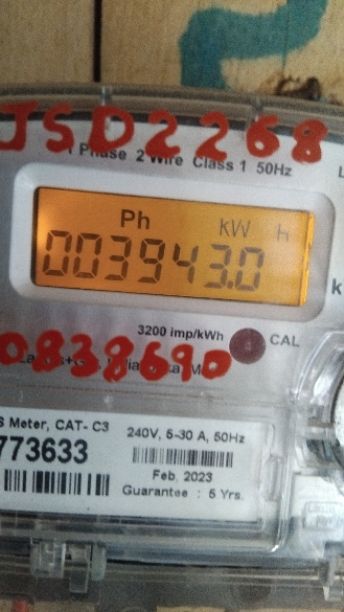 JSD2268
1 Phase 2 Wire Class 1 50Hz
Ph kW h
003943.0
k
3200 imp/kWh CAL
0838690
S Meter, CAT- C3
773633
240V, 5-30 A, 50Hz
Feb, 2023
Guarantee : 5 Yrs.